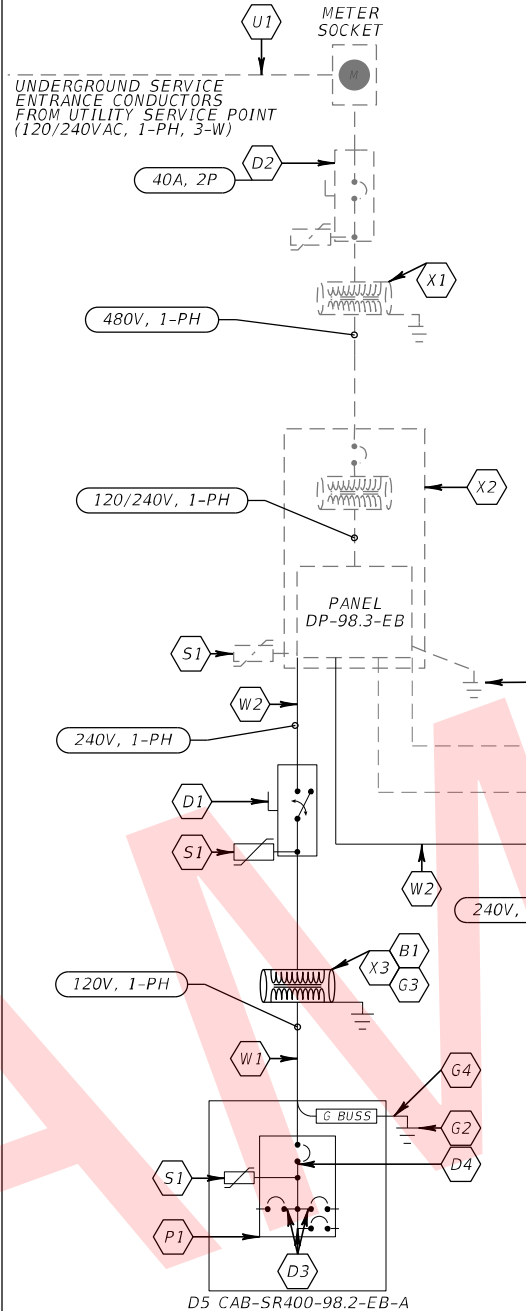 U1
METER
SOCKET
M
UNDERGROUND SERVICE
ENTRANCE CONDUCTORS
FROM UTILITY SERVICE POINT
(120/240VAC, 1-PH, 3-W)
D2
40A, 2P
X1
480V, 1-PH
X2
120/240V, 1-PH
PANEL
DP-98.3-EB
S1
W2
240V, 1-PH
D1
S1
W2
240V,
B1
X3
G3
120V, 1-PH
W1
G4
G BUSS
G2
D4
S1
P1
D3
D5 CAB-SR400-98.2-EB-A
AM